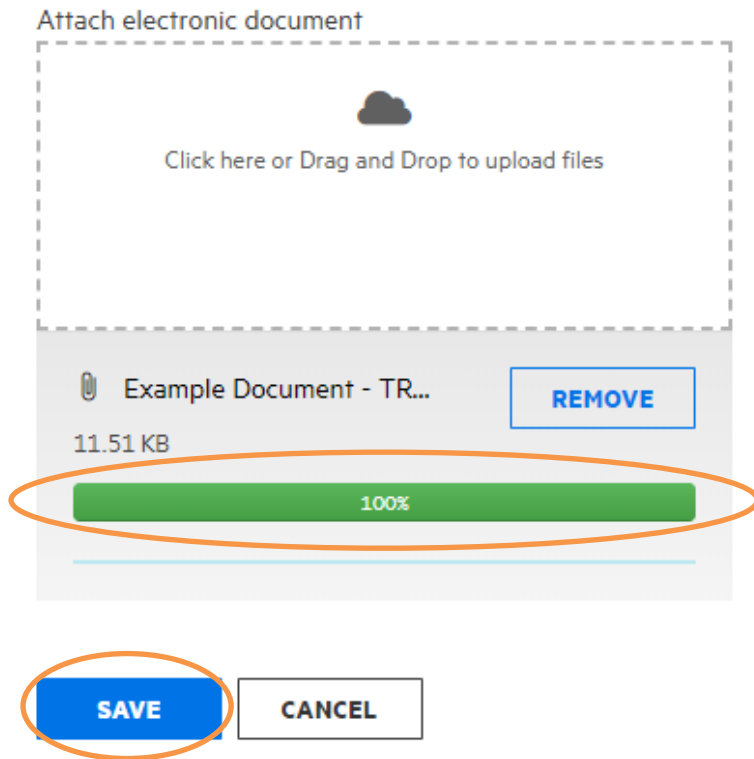 Attach electronic document
Click here or Drag and Drop to upload files
Example Document - TR...
REMOVE
11.51 KB
100%
SAVE
CANCEL